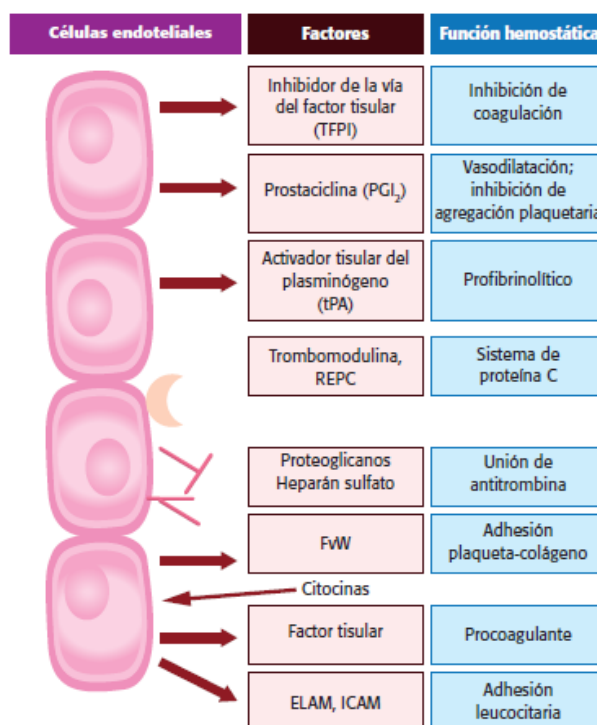 Células endoteliales
Factores
Función hemostática
Inhibidor de la vía
del factor tisular
(TFPI)
Inhibición de
coagulación
Prostaciclina (PGI₂)
Vasodilatación;
inhibición de
agregación plaquetaria
Activador tisular del
plasminógeno
(tPA)
Profibrinolítico
Trombomodulina,
REPC
Sistema de
proteína C
Proteoglicanos
Heparán sulfato
Unión de
antitrombina
FvW
Adhesión
plaqueta-colágeno
Citocinas
Factor tisular
Procoagulante
ELAM, ICAM
Adhesión
leucocitaria